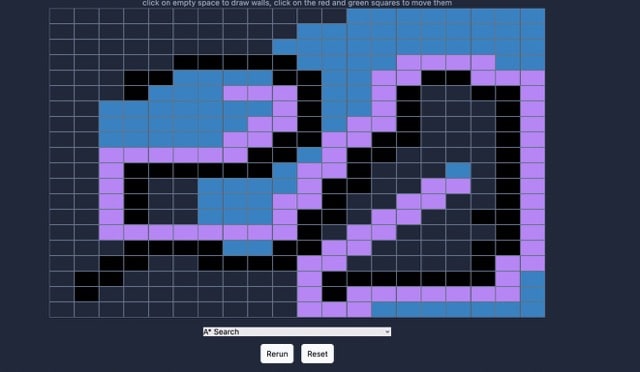 click on empty space to draw walls, click on the red and green squares to move them
A* Search
Rerun
Reset